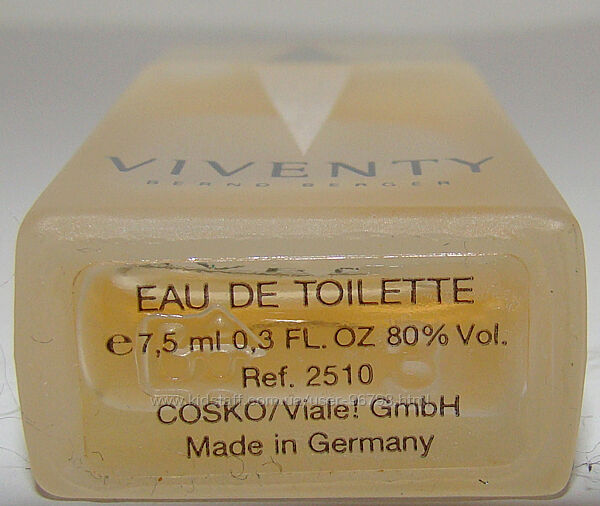 VIVENTY
BERND BERGER
EAU DE TOILETTE
℮ 7,5 ml 0,3 FL. OZ 80% Vol.
Ref. 2510
COSKO/Viale! GmbH
Made in Germany